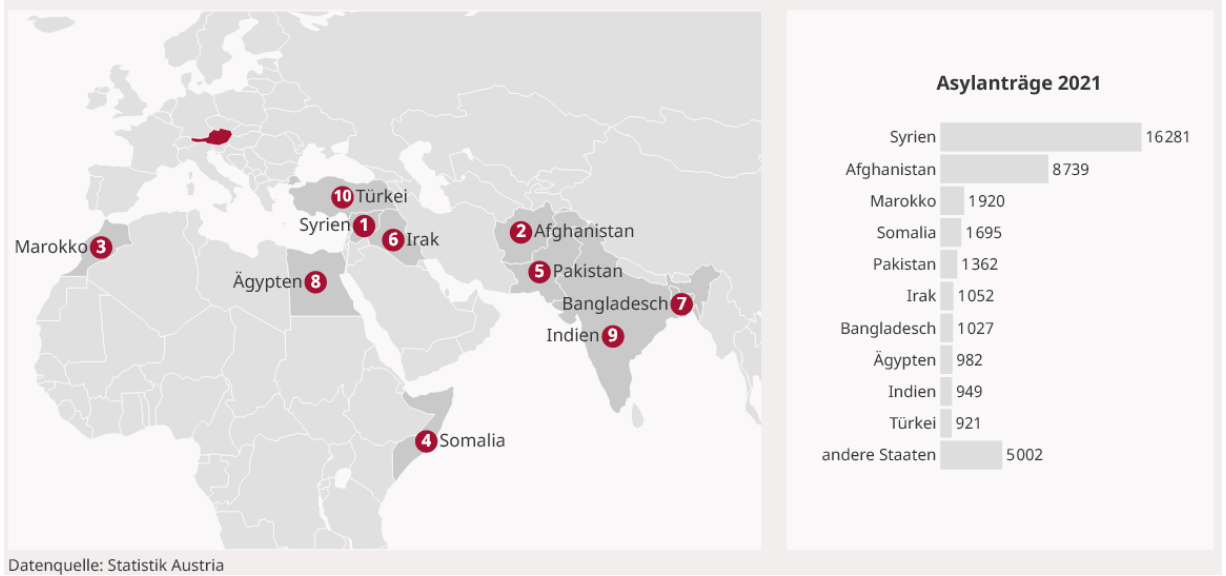 10 Türkei
Syrien 1
6 Irak
2 Afghanistan
Marokko 3
5 Pakistan
Ägypten 8
Bangladesch 7
Indien 9
4 Somalia
Asylanträge 2021
Syrien 16281
Afghanistan 8739
Marokko 1920
Somalia 1695
Pakistan 1362
Irak 1052
Bangladesch 1027
Ägypten 982
Indien 949
Türkei 921
andere Staaten 5002
Datenquelle: Statistik Austria